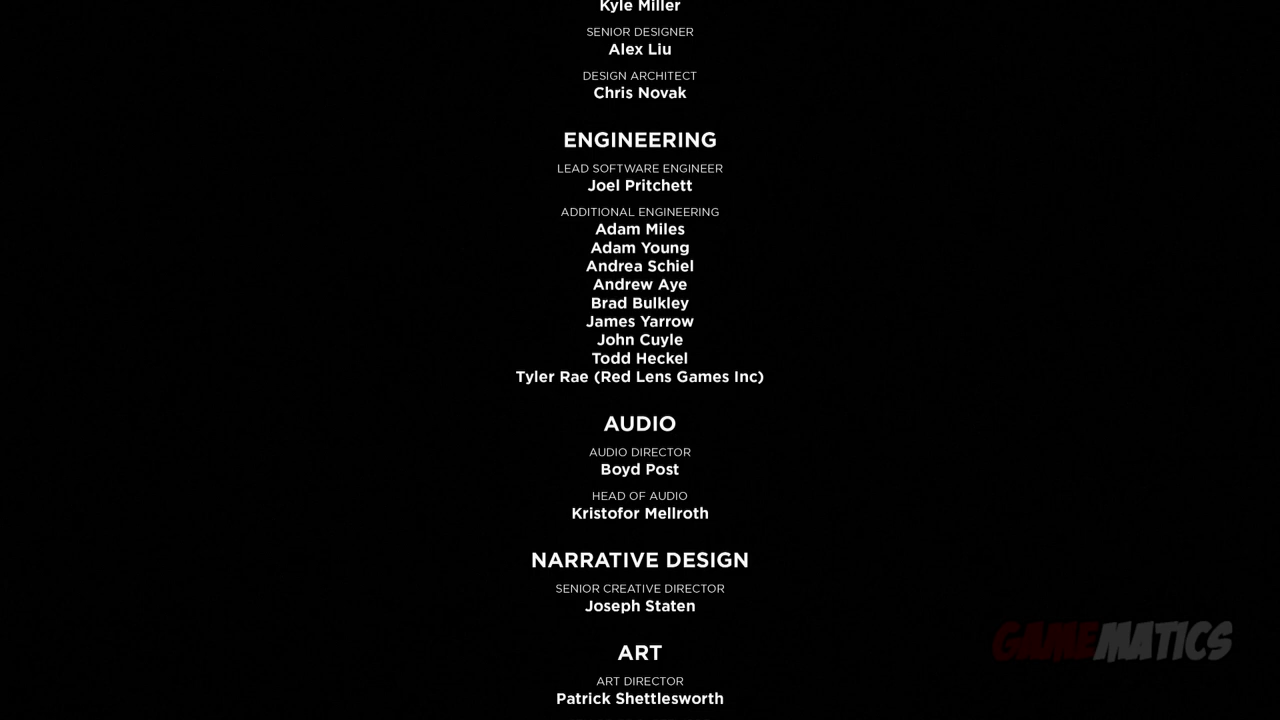 Kyle Miller
SENIOR DESIGNER
Alex Liu
DESIGN ARCHITECT
Chris Novak
ENGINEERING
LEAD SOFTWARE ENGINEER
Joel Pritchett
ADDITIONAL ENGINEERING
Adam Miles
Adam Young
Andrea Schiel
Andrew Aye
Brad Bulkley
James Yarrow
John Cuyle
Todd Heckel
Tyler Rae (Red Lens Games Inc)
AUDIO
AUDIO DIRECTOR
Boyd Post
HEAD OF AUDIO
Kristofor Mellroth
NARRATIVE DESIGN
SENIOR CREATIVE DIRECTOR
Joseph Staten
GAMEMATICS
ART
ART DIRECTOR
Patrick Shettlesworth